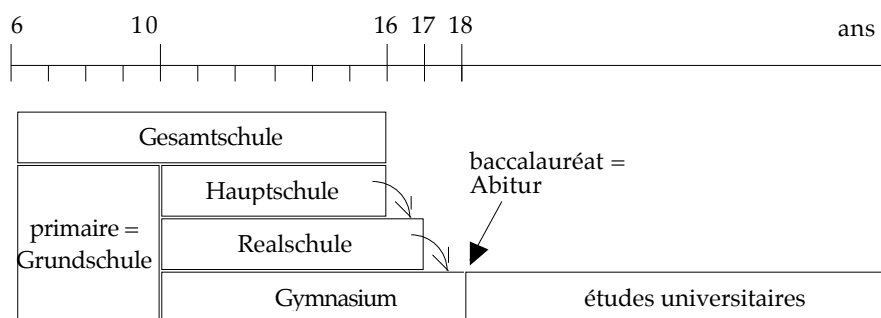 6 10 16 17 18 ans
Gesamtschule
Hauptschule
baccalauréat =
Abitur
primaire =
Grundschule
Realschule
Gymnasium
études universitaires